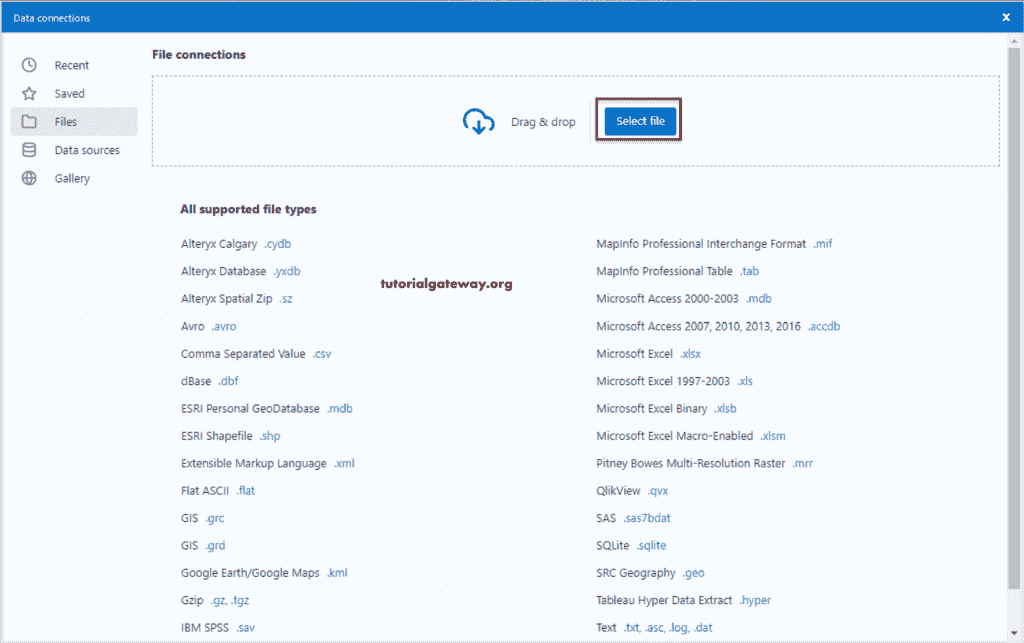 Data connections
Recent
Saved
Files
Data sources
Gallery
File connections
Drag & drop
Select file
All supported file types
Alteryx Calgary .cydb
Alteryx Database .yxdb
tutorialgateway.org
Alteryx Spatial Zip .sz
Avro .avro
Comma Separated Value .csv
dBase .dbf
ESRI Personal GeoDatabase .mdb
ESRI Shapefile .shp
Extensible Markup Language .xml
Flat ASCII .flat
GIS .grc
GIS .grd
Google Earth/Google Maps .kml
Gzip .gz, .tgz
IBM SPSS .sav
MapInfo Professional Interchange Format .mif
MapInfo Professional Table .tab
Microsoft Access 2000-2003 .mdb
Microsoft Access 2007, 2010, 2013, 2016 .accdb
Microsoft Excel .xlsx
Microsoft Excel 1997-2003 .xls
Microsoft Excel Binary .xlsb
Microsoft Excel Macro-Enabled .xlsm
Pitney Bowes Multi-Resolution Raster .mrr
QlikView .qvx
SAS .sas7bdat
SQLite .sqlite
SRC Geography .geo
Tableau Hyper Data Extract .hyper
Text .txt, .asc, .log, .dat